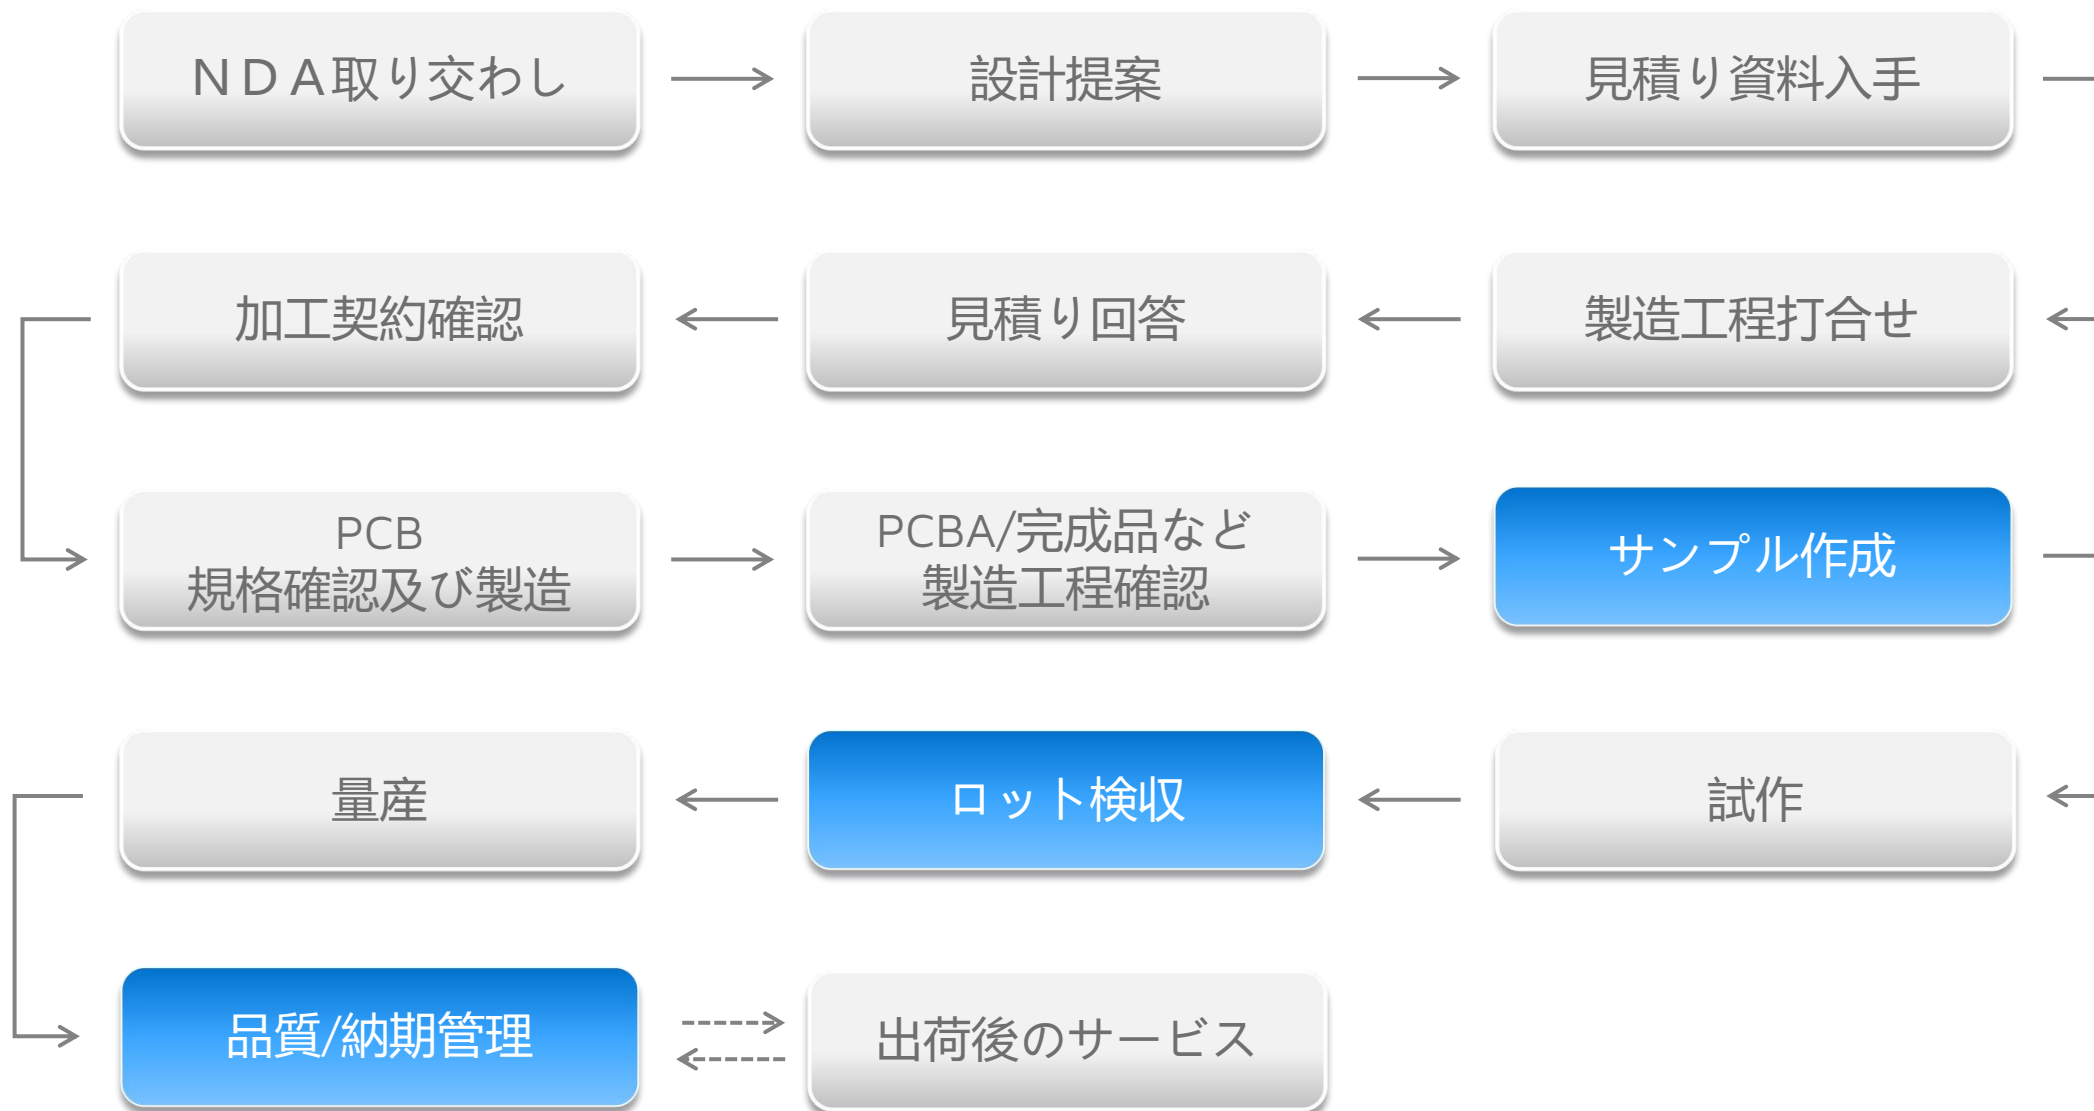 ＮＤＡ取り交わし
設計提案
見積り資料入手
加工契約確認
見積り回答
製造工程打合せ
PCB
規格確認及び製造
PCBA/完成品など
製造工程確認
サンプル作成
量産
ロット検収
試作
品質/納期管理
出荷後のサービス